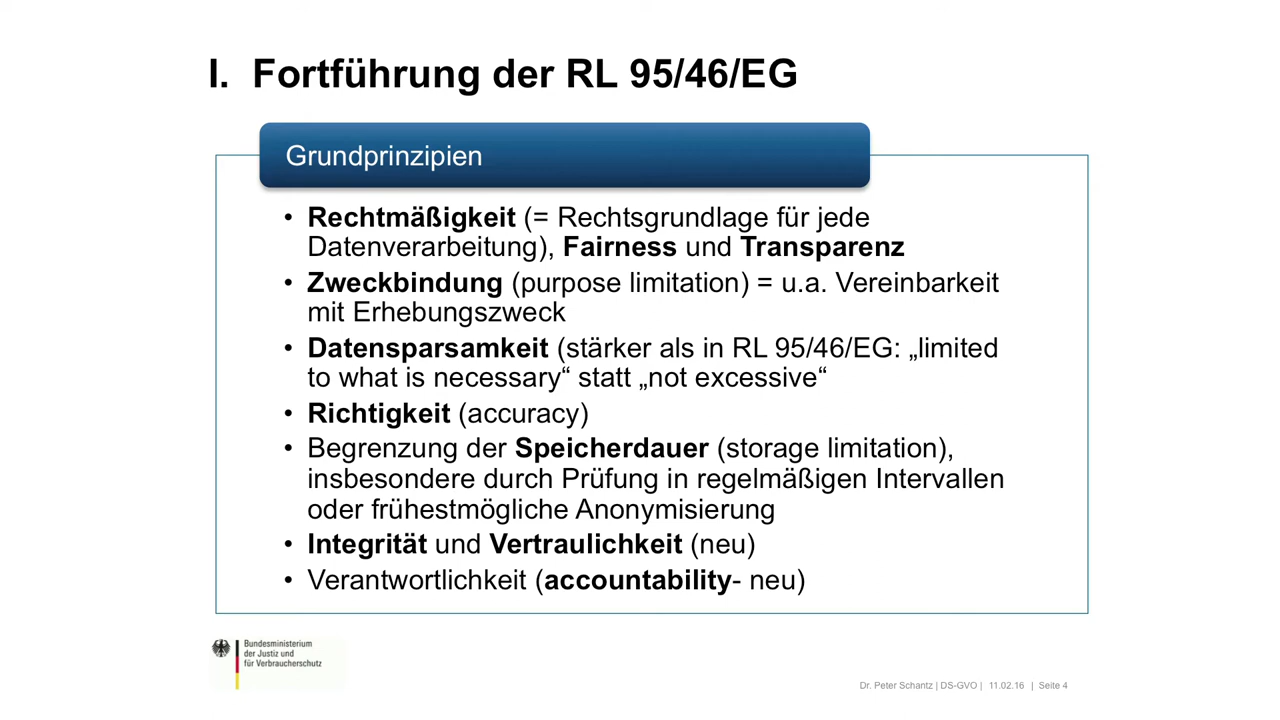 I. Fortführung der RL 95/46/EG
Grundprinzipien
• Rechtmäßigkeit (= Rechtsgrundlage für jede
Datenverarbeitung), Fairness und Transparenz
• Zweckbindung (purpose limitation) = u.a. Vereinbarkeit
mit Erhebungszweck
• Datensparsamkeit (stärker als in RL 95/46/EG: „limited
to what is necessary“ statt „not excessive“
• Richtigkeit (accuracy)
• Begrenzung der Speicherdauer (storage limitation),
insbesondere durch Prüfung in regelmäßigen Intervallen
oder frühestmögliche Anonymisierung
• Integrität und Vertraulichkeit (neu)
• Verantwortlichkeit (accountability- neu)
Bundesministerium
der Justiz und
für Verbraucherschutz
Dr. Peter Schantz | DS-GVO | 11.02.16 | Seite 4